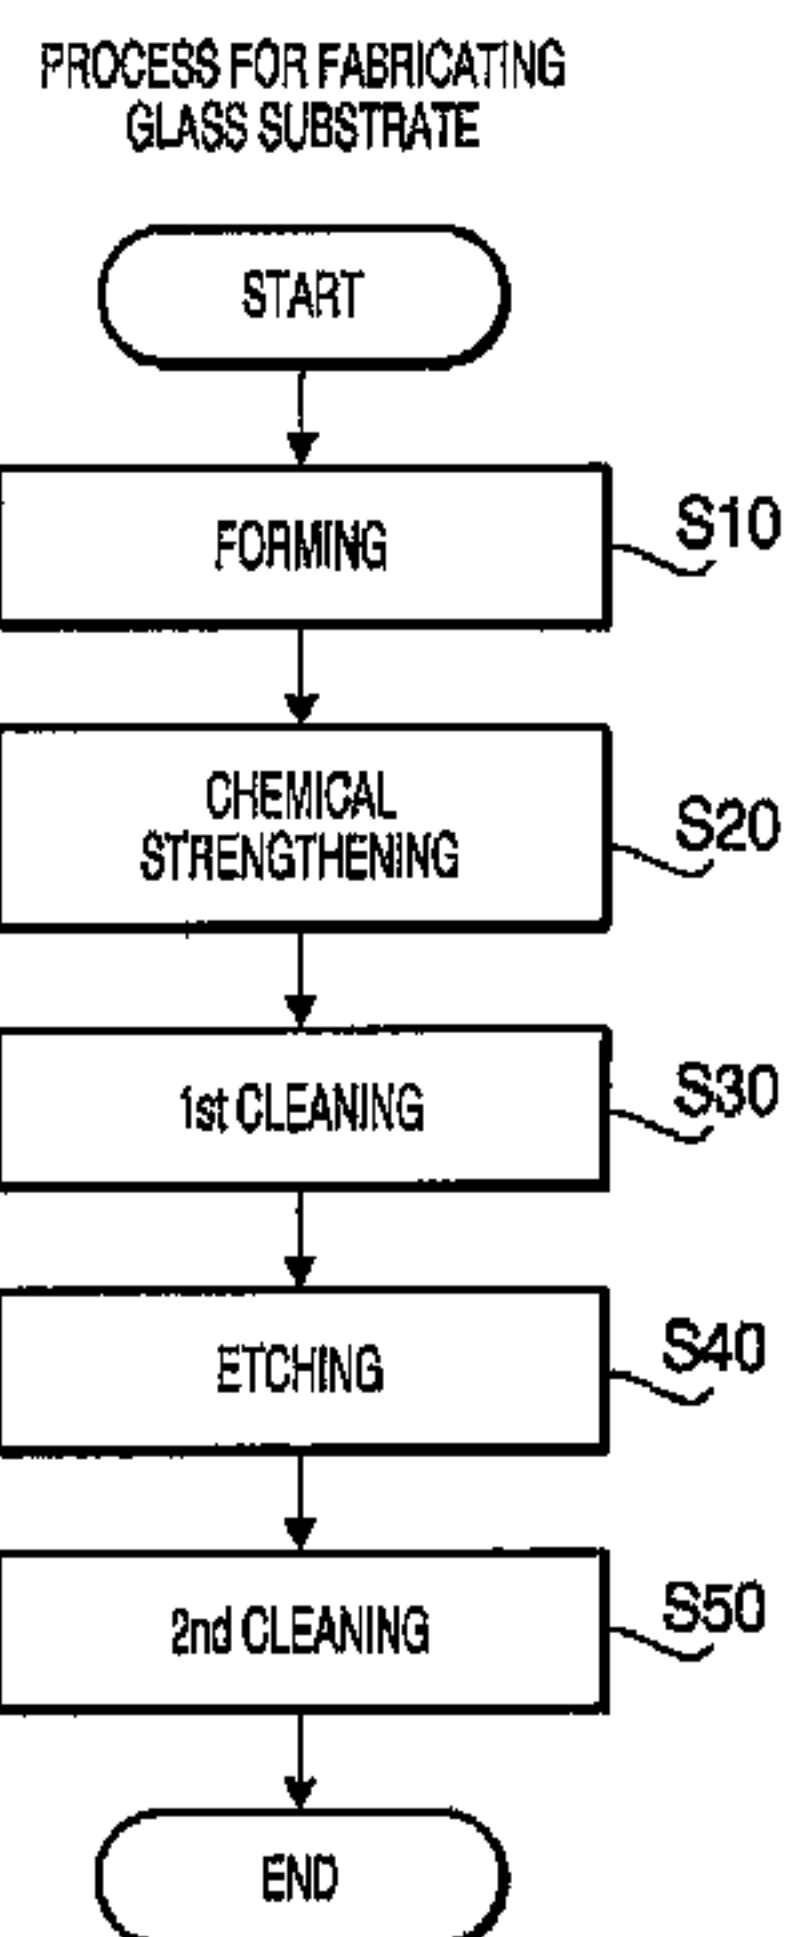 PROCESS FOR FABRICATING
GLASS SUBSTRATE
START
FORMING
S10
CHEMICAL
STRENGTHENING
S20
1st CLEANING
S30
ETCHING
S40
2nd CLEANING
S50
END